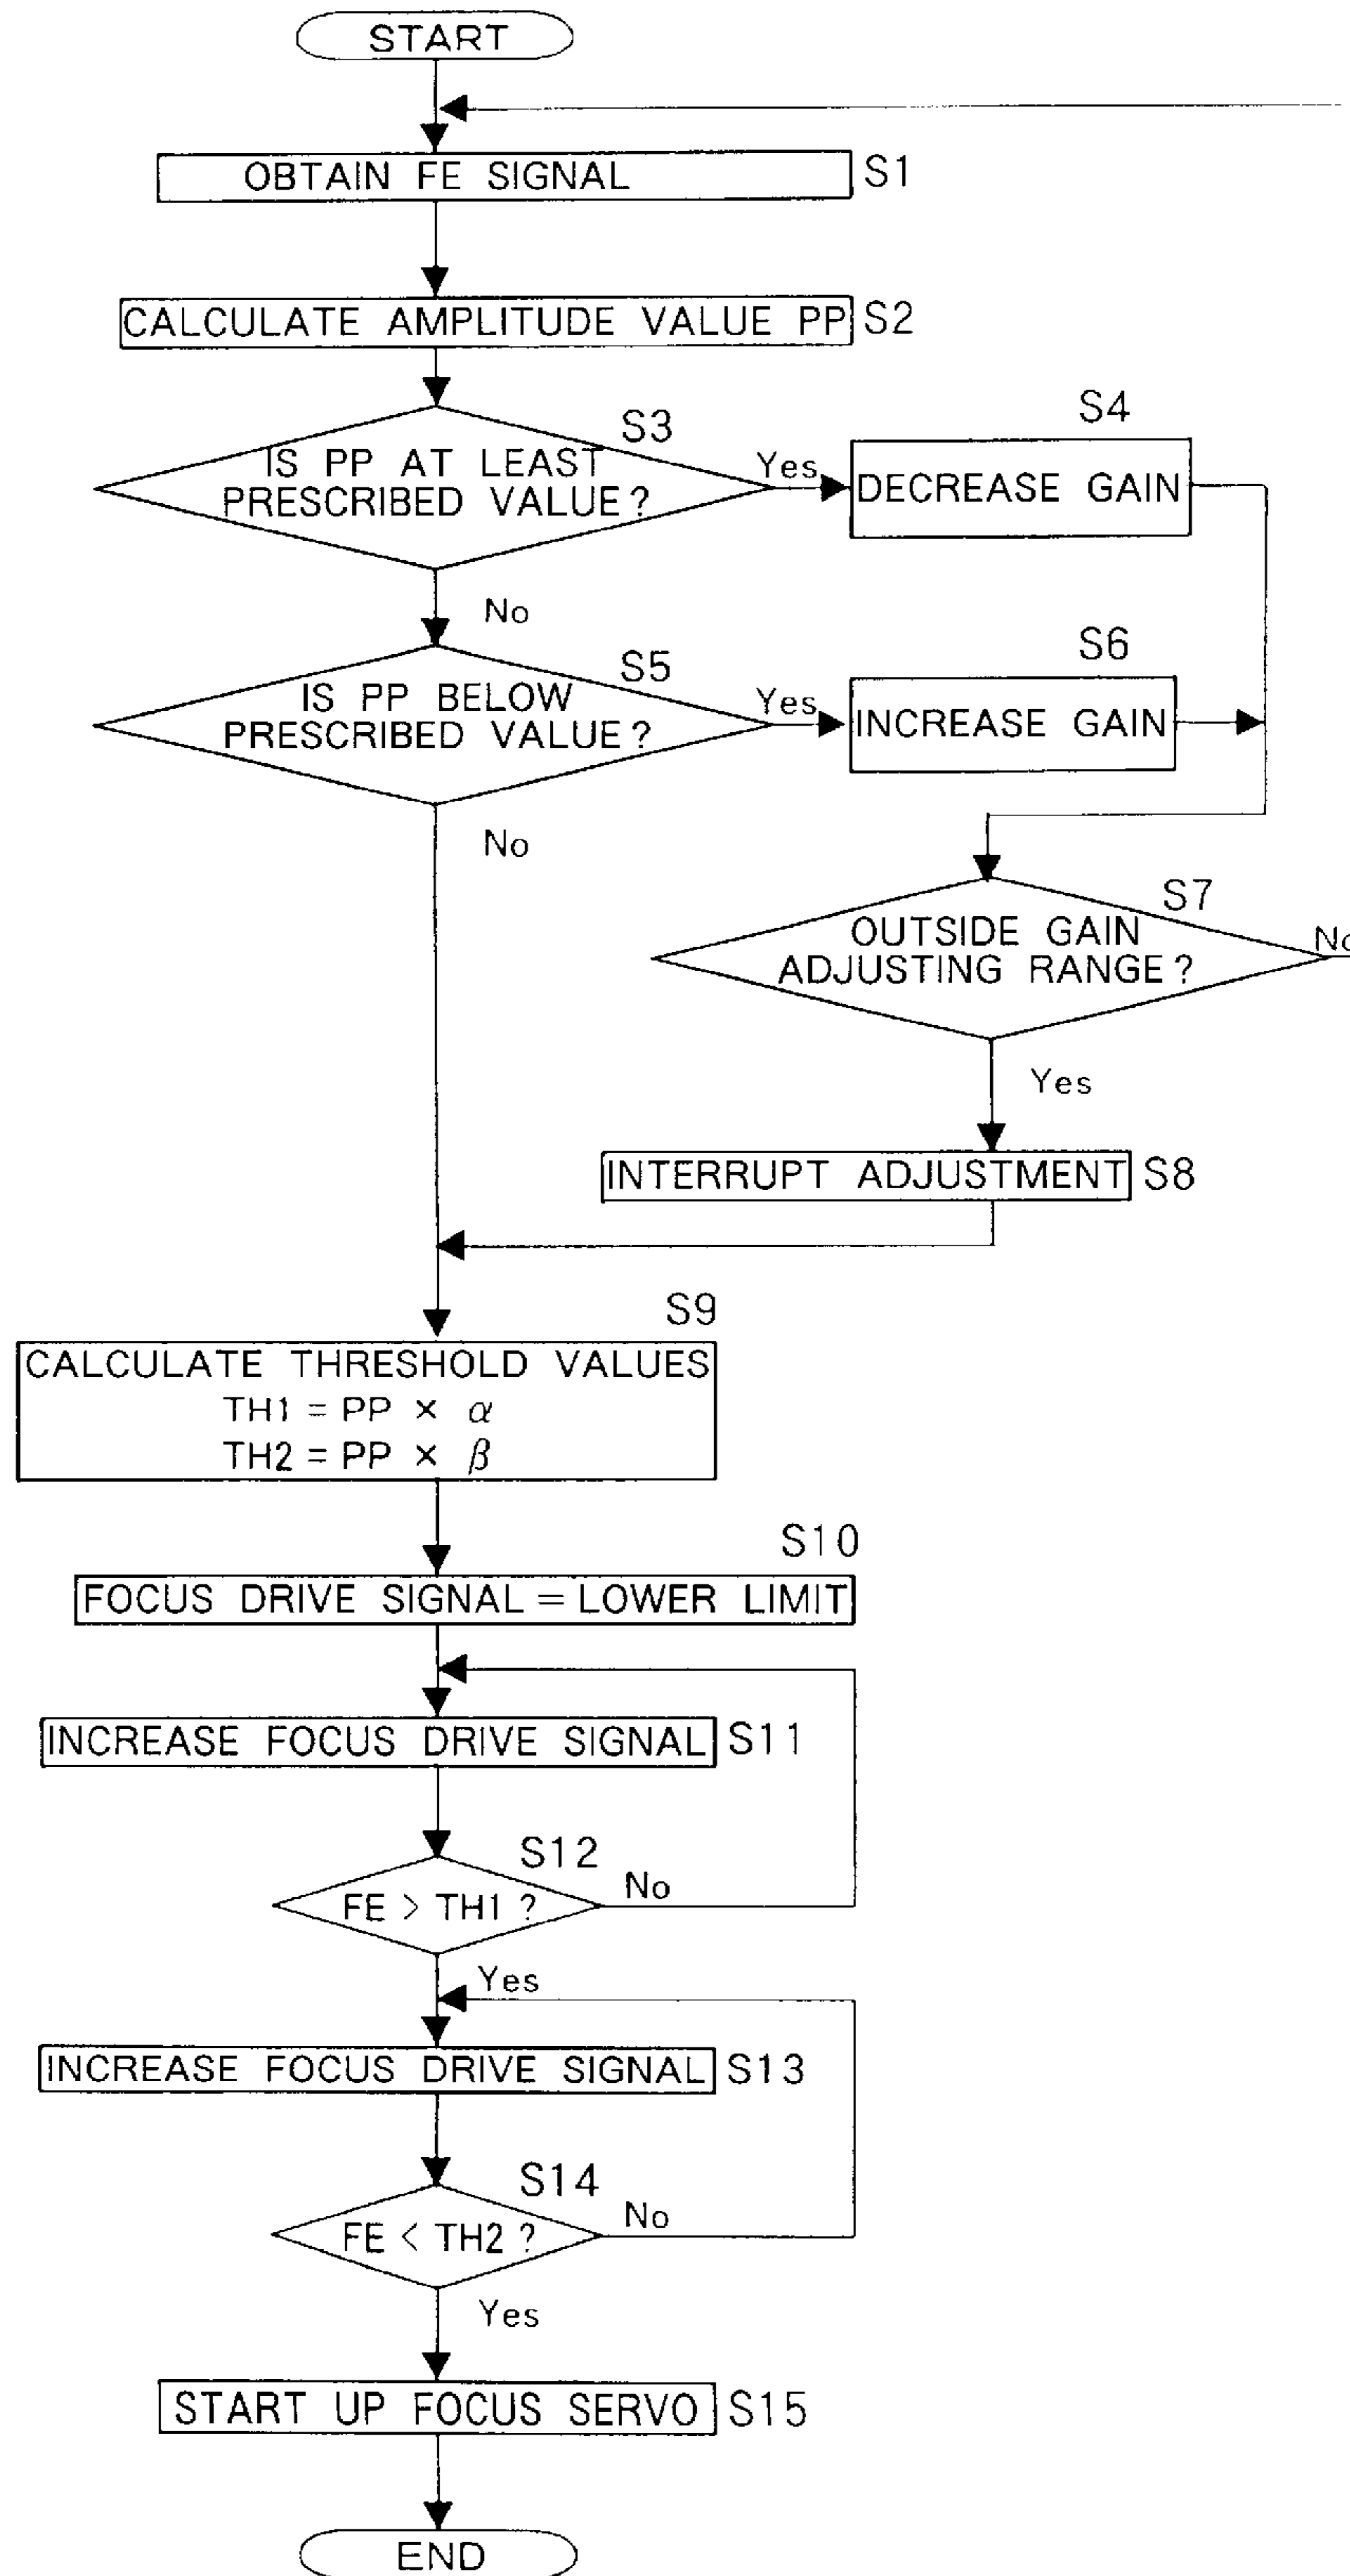 START
OBTAIN FE SIGNAL
S1
CALCULATE AMPLITUDE VALUE PP
S2
S3
IS PP AT LEAST
PRESCRIBED VALUE?
Yes
S4
DECREASE GAIN
No
S5
IS PP BELOW
PRESCRIBED VALUE?
Yes
S6
INCREASE GAIN
No
S7
OUTSIDE GAIN
ADJUSTING RANGE?
No
Yes
INTERRUPT ADJUSTMENT
S8
S9
CALCULATE THRESHOLD VALUES
TH1 = PP × α
TH2 = PP × β
S10
FOCUS DRIVE SIGNAL = LOWER LIMIT
INCREASE FOCUS DRIVE SIGNAL
S11
S12
FE > TH1 ?
No
Yes
INCREASE FOCUS DRIVE SIGNAL
S13
S14
FE < TH2 ?
No
Yes
START UP FOCUS SERVO
S15
END